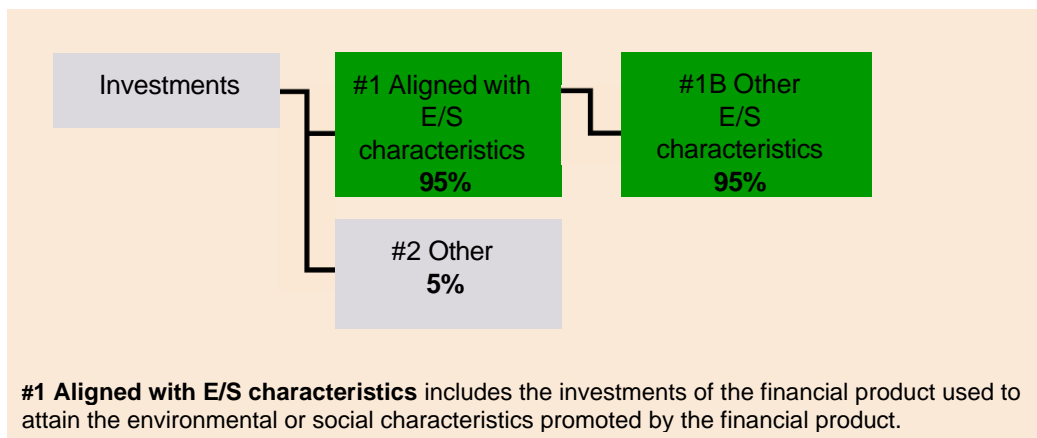 Investments
#1 Aligned with
E/S
characteristics
95%
#1B Other
E/S
characteristics
95%
#2 Other
5%
#1 Aligned with E/S characteristics includes the investments of the financial product used to
attain the environmental or social characteristics promoted by the financial product.